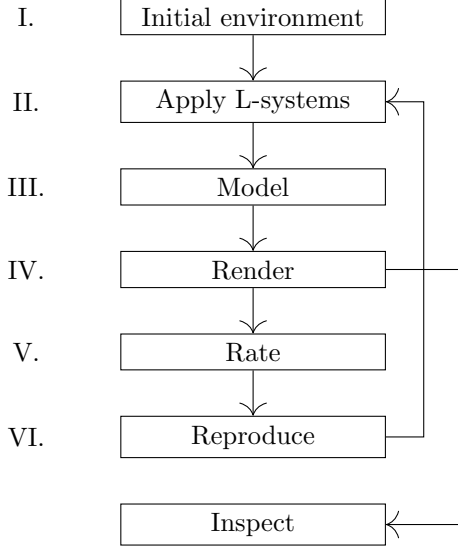 I. Initial environment
II. Apply L-systems
III. Model
IV. Render
V. Rate
VI. Reproduce
Inspect